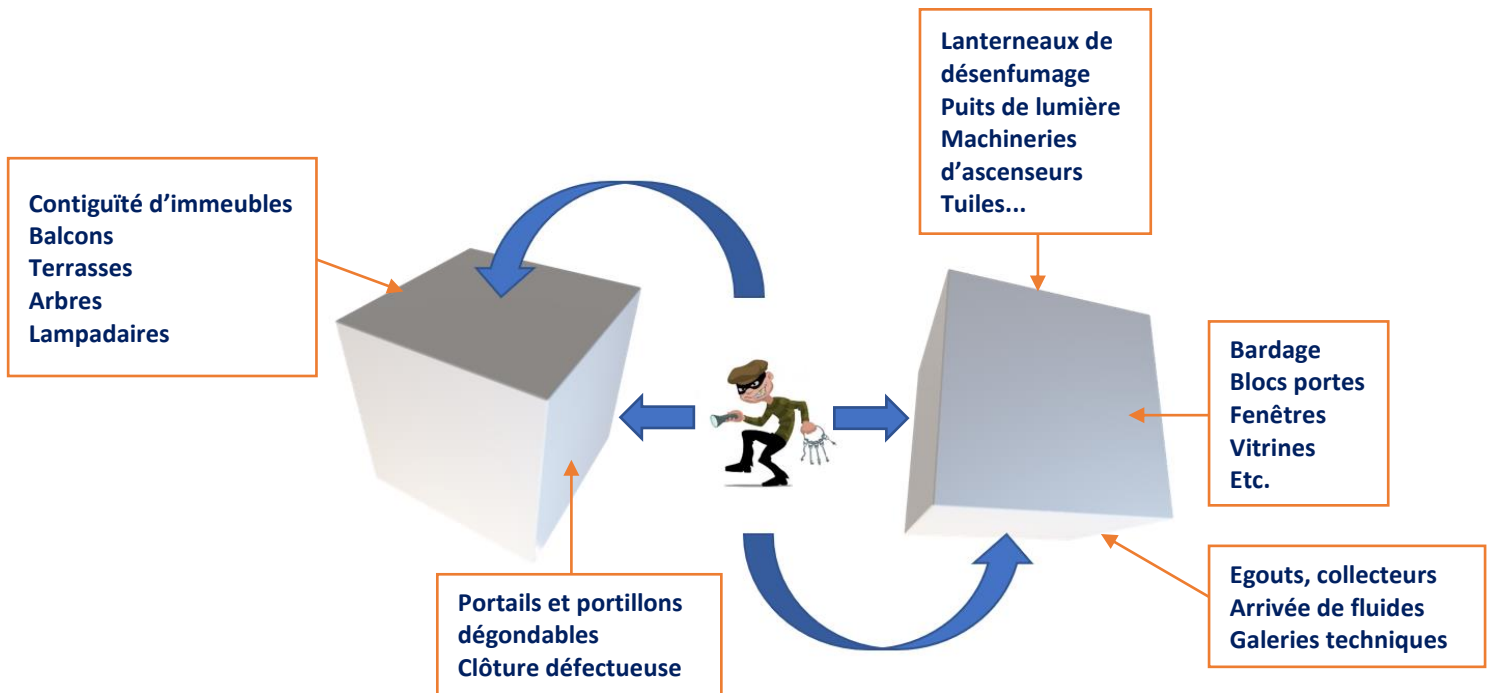 Lanterneaux de
désenfumage
Puits de lumière
Machineries
d’ascenseurs
Tuiles...
Contiguïté d’immeubles
Balcons
Terrasses
Arbres
Lampadaires
Bardage
Blocs portes
Fenêtres
Vitrines
Etc.
Portails et portillons
dégondables
Clôture défectueuse
Egouts, collecteurs
Arrivée de fluides
Galeries techniques